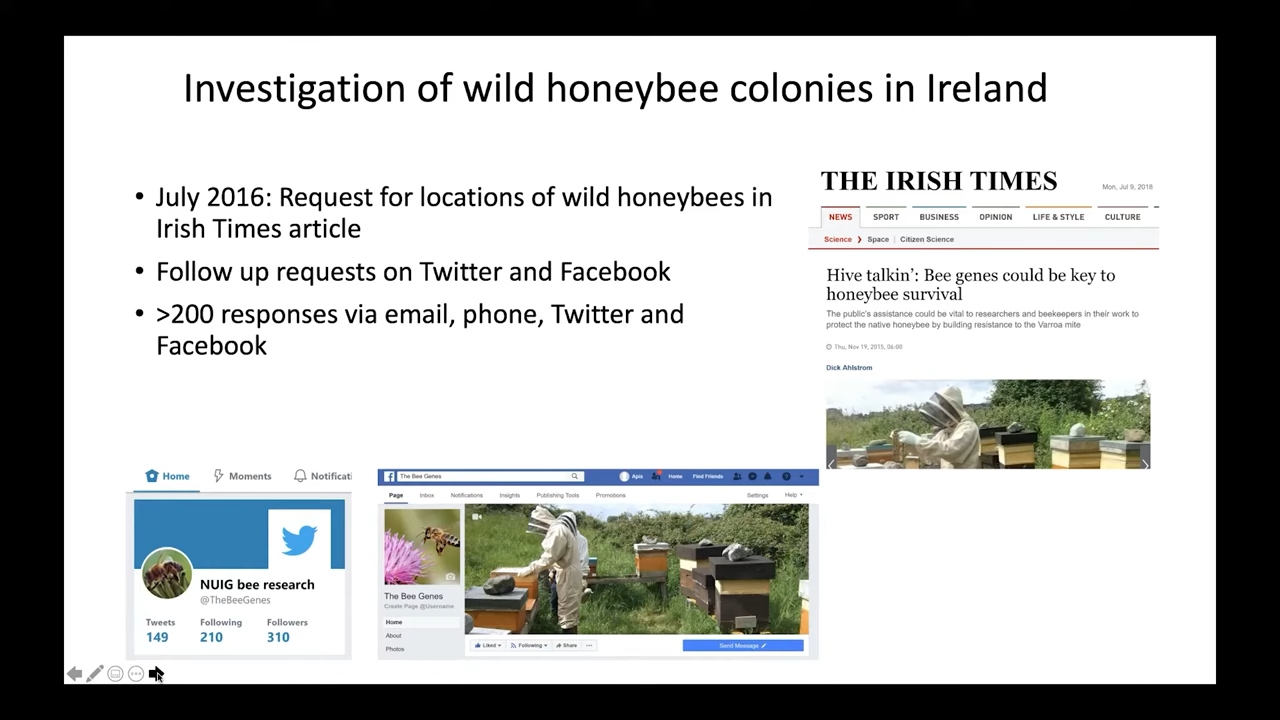 Investigation of wild honeybee colonies in Ireland
• July 2016: Request for locations of wild honeybees in
Irish Times article
• Follow up requests on Twitter and Facebook
• >200 responses via email, phone, Twitter and
Facebook
THE IRISH TIMES
Mon, Jul 9, 2018
NEWS SPORT BUSINESS OPINION LIFE & STYLE CULTURE
Science Space Citizen Science
Hive talkin’: Bee genes could be key to
honeybee survival
The public's assistance could be vital to researchers and beekeepers in their work to
protect the native honeybee by building resistance to the Varroa mite
Thu, Nov 19, 2015, 06:00
Dick Ahlstrom
Home Moments Notificati
NUIG bee research
@TheBeeGenes
Tweets Following Followers
149 210 310
The Bee Genes
Apis Home Find Friends
Page Inbox Notifications Insights Publishing Tools Promotions Settings Help
The Bee Genes
Create Page @Username
Home
About
Photos
Liked Following Share
Send Message